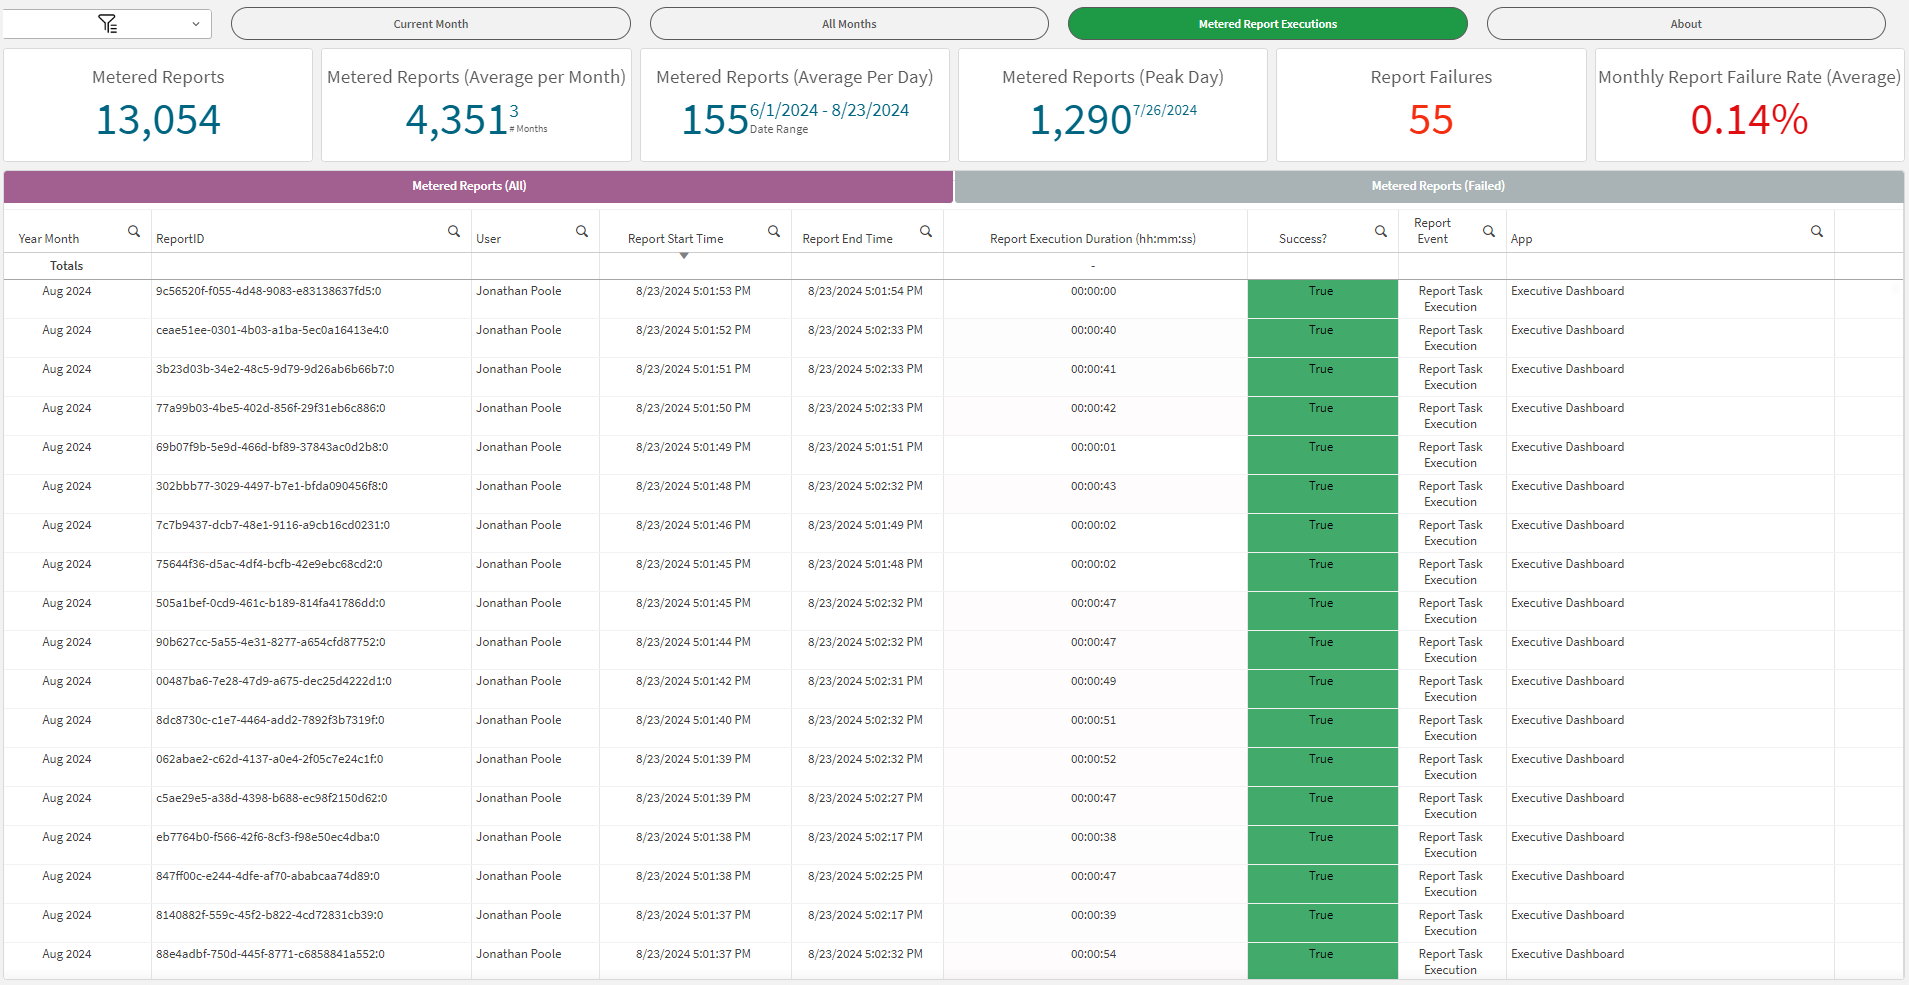 Current Month
All Months
Metered Report Executions
About
Metered Reports
13,054
Metered Reports (Average per Month)
4,351
3
# Months
Metered Reports (Average Per Day)
155
6/1/2024 - 8/23/2024
Date Range
Metered Reports (Peak Day)
1,290
7/26/2024
Report Failures
55
Monthly Report Failure Rate (Average)
0.14%
Metered Reports (All)
Metered Reports (Failed)
Year Month ReportID User Report Start Time Report End Time Report Execution Duration (hh:mm:ss) Success? Report Event App
Totals -
Aug 2024 9c56520f-f055-4d48-9083-e83138637fd5:0 Jonathan Poole 8/23/2024 5:01:53 PM 8/23/2024 5:01:54 PM 00:00:00 True Report Task Execution Executive Dashboard
Aug 2024 ceae51ee-0301-4b03-a1ba-5ec0a16413e4:0 Jonathan Poole 8/23/2024 5:01:52 PM 8/23/2024 5:02:33 PM 00:00:40 True Report Task Execution Executive Dashboard
Aug 2024 3b23d03b-34e2-48c5-9d79-9d26ab6b66b7:0 Jonathan Poole 8/23/2024 5:01:51 PM 8/23/2024 5:02:33 PM 00:00:41 True Report Task Execution Executive Dashboard
Aug 2024 77a99b03-4be5-402d-856f-29f31eb6c886:0 Jonathan Poole 8/23/2024 5:01:50 PM 8/23/2024 5:02:33 PM 00:00:42 True Report Task Execution Executive Dashboard
Aug 2024 69b07f9b-5e9d-466d-bf89-37843ac0d2b8:0 Jonathan Poole 8/23/2024 5:01:49 PM 8/23/2024 5:01:51 PM 00:00:01 True Report Task Execution Executive Dashboard
Aug 2024 302bbb77-3029-4497-b7e1-bfda090456f8:0 Jonathan Poole 8/23/2024 5:01:48 PM 8/23/2024 5:02:32 PM 00:00:43 True Report Task Execution Executive Dashboard
Aug 2024 7c7b9437-dcb7-48e1-9116-a9cb16cd0231:0 Jonathan Poole 8/23/2024 5:01:46 PM 8/23/2024 5:01:49 PM 00:00:02 True Report Task Execution Executive Dashboard
Aug 2024 75644f36-d5ac-4df4-bcfb-42e9ebc68cd2:0 Jonathan Poole 8/23/2024 5:01:45 PM 8/23/2024 5:01:48 PM 00:00:02 True Report Task Execution Executive Dashboard
Aug 2024 505a1bef-0cd9-461c-b189-814fa41786dd:0 Jonathan Poole 8/23/2024 5:01:45 PM 8/23/2024 5:02:32 PM 00:00:47 True Report Task Execution Executive Dashboard
Aug 2024 90b627cc-5a55-4e31-8277-a654cfd87752:0 Jonathan Poole 8/23/2024 5:01:44 PM 8/23/2024 5:02:32 PM 00:00:47 True Report Task Execution Executive Dashboard
Aug 2024 00487ba6-7e28-47d9-a675-dec25d4222d1:0 Jonathan Poole 8/23/2024 5:01:42 PM 8/23/2024 5:02:31 PM 00:00:49 True Report Task Execution Executive Dashboard
Aug 2024 8dc8730c-c1e7-4464-add2-7892f3b7319f:0 Jonathan Poole 8/23/2024 5:01:40 PM 8/23/2024 5:02:32 PM 00:00:51 True Report Task Execution Executive Dashboard
Aug 2024 062abae2-c62d-4137-a0e4-2f05c7e24c1f:0 Jonathan Poole 8/23/2024 5:01:39 PM 8/23/2024 5:02:32 PM 00:00:52 True Report Task Execution Executive Dashboard
Aug 2024 c5ae29e5-a38d-4398-b688-ec98f2150d62:0 Jonathan Poole 8/23/2024 5:01:39 PM 8/23/2024 5:02:27 PM 00:00:47 True Report Task Execution Executive Dashboard
Aug 2024 eb7764b0-f566-42f6-8cf3-f98e50ec4dba:0 Jonathan Poole 8/23/2024 5:01:38 PM 8/23/2024 5:02:17 PM 00:00:38 True Report Task Execution Executive Dashboard
Aug 2024 847ff00c-e244-4dfe-af70-ababcaa74d89:0 Jonathan Poole 8/23/2024 5:01:38 PM 8/23/2024 5:02:25 PM 00:00:47 True Report Task Execution Executive Dashboard
Aug 2024 8140882f-559c-45f2-b822-4cd72831cb39:0 Jonathan Poole 8/23/2024 5:01:37 PM 8/23/2024 5:02:17 PM 00:00:39 True Report Task Execution Executive Dashboard
Aug 2024 88e4adbf-750d-445f-8771-c6858841a552:0 Jonathan Poole 8/23/2024 5:01:37 PM 8/23/2024 5:02:32 PM 00:00:54 True Report Task Execution Executive Dashboard